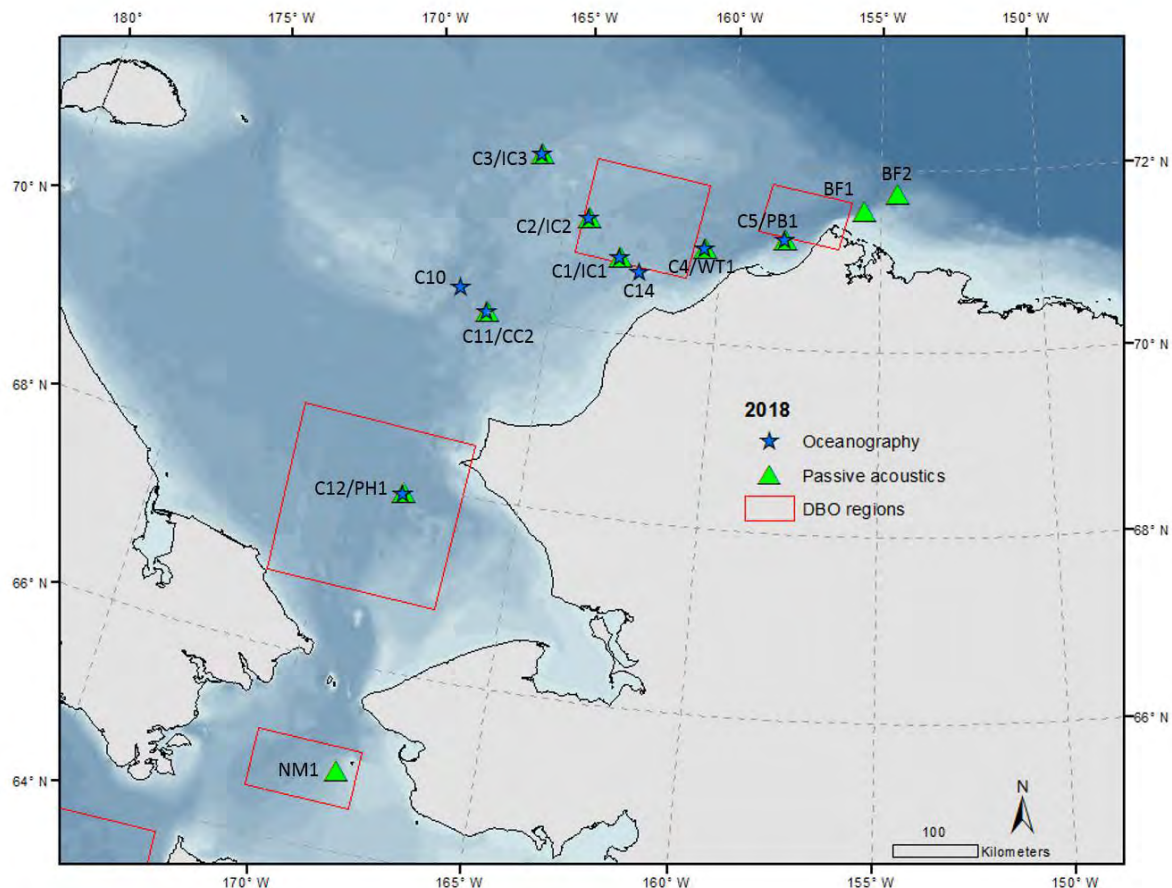 180°
175° W
170° W
165° W
160° W
155° W
150° W
72° N
BF2
BF1
C3/IC3
70° N
C2/IC2
C5/PB1
C1/IC1
C4/WT1
C14
C10
C11/CC2
70° N
68° N
2018
Oceanography
Passive acoustics
DBO regions
C12/PH1
68° N
66° N
66° N
NM1
64° N
N
100
Kilometers
170° W
165° W
160° W
155° W
150° W